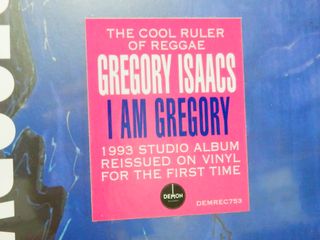 THE COOL RULER
OF REGGAE
GREGORY ISAACS
I AM GREGORY
1993 STUDIO ALBUM
REISSUED ON VINYL
FOR THE FIRST TIME
DEMON
RECORDS
DEMREC753